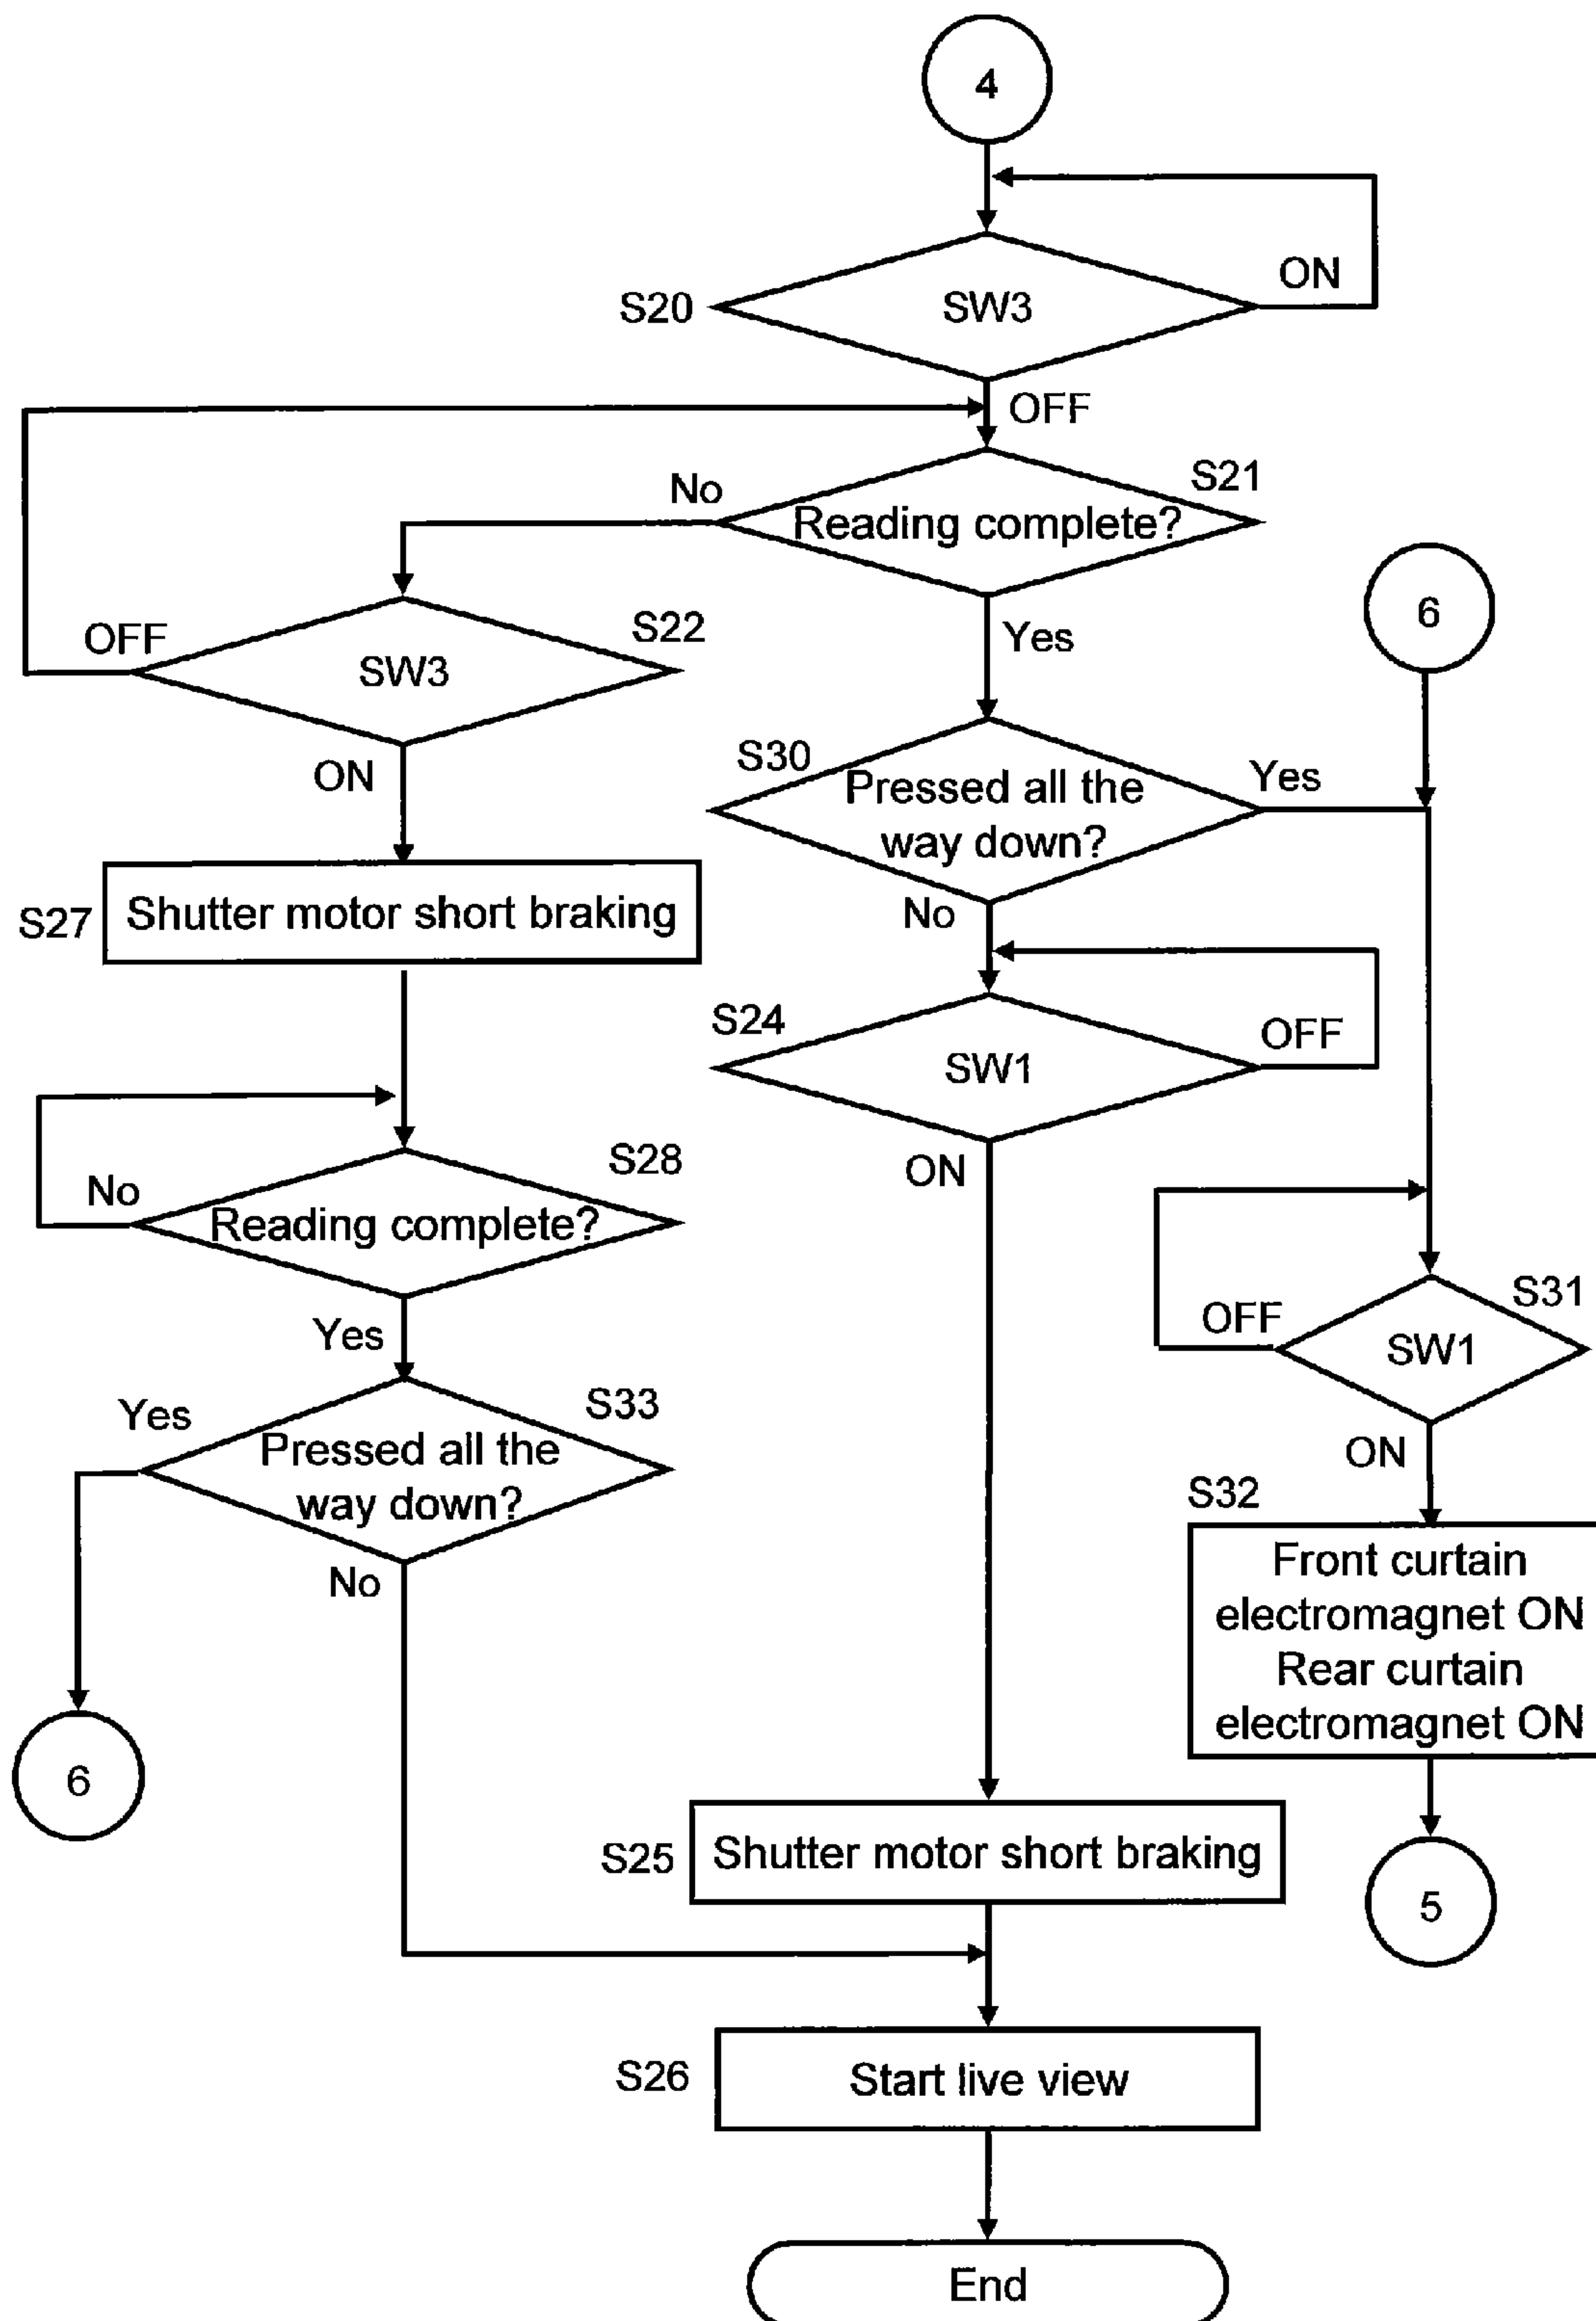 4
ON
S20
SW3
OFF
S21
No
Reading complete?
6
OFF
S22
Yes
SW3
S30
Yes
Pressed all the
way down?
ON
No
S27
Shutter motor short braking
S24
OFF
SW1
S28
ON
No
Reading complete?
S31
OFF
SW1
Yes
Yes
S33
Pressed all the
way down?
ON
S32
No
Front curtain
electromagnet ON
Rear curtain
electromagnet ON
6
S25
Shutter motor short braking
5
S26
Start live view
End